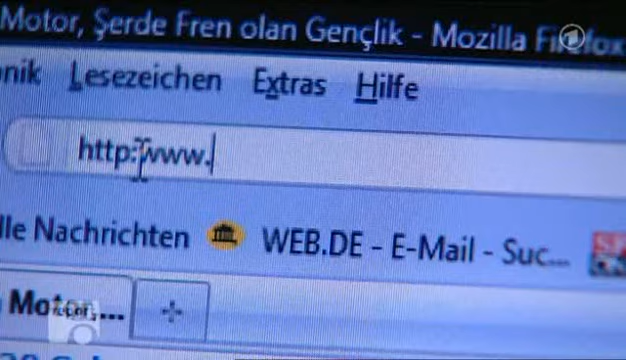 Motor, Şerde Fren olan Gençlik - Mozilla Firefox
nik Lesezeichen Extras Hilfe
http:www.
lle Nachrichten WEB.DE - E-Mail - Suc...
Motor...